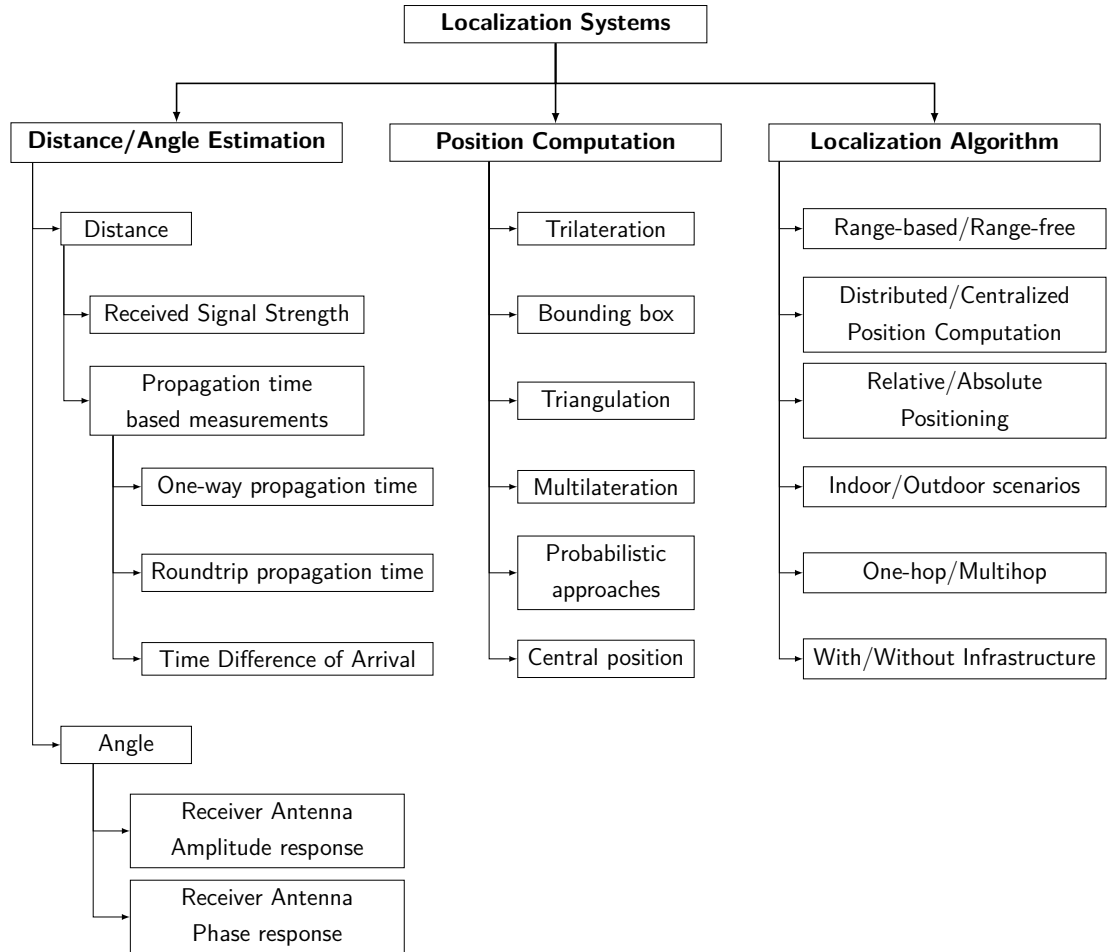 Localization Systems
Distance/Angle Estimation
Distance
Received Signal Strength
Propagation time
based measurements
One-way propagation time
Roundtrip propagation time
Time Difference of Arrival
Angle
Receiver Antenna
Amplitude response
Receiver Antenna
Phase response
Position Computation
Trilateration
Bounding box
Triangulation
Multilateration
Probabilistic
approaches
Central position
Localization Algorithm
Range-based/Range-free
Distributed/Centralized
Position Computation
Relative/Absolute
Positioning
Indoor/Outdoor scenarios
One-hop/Multihop
With/Without Infrastructure